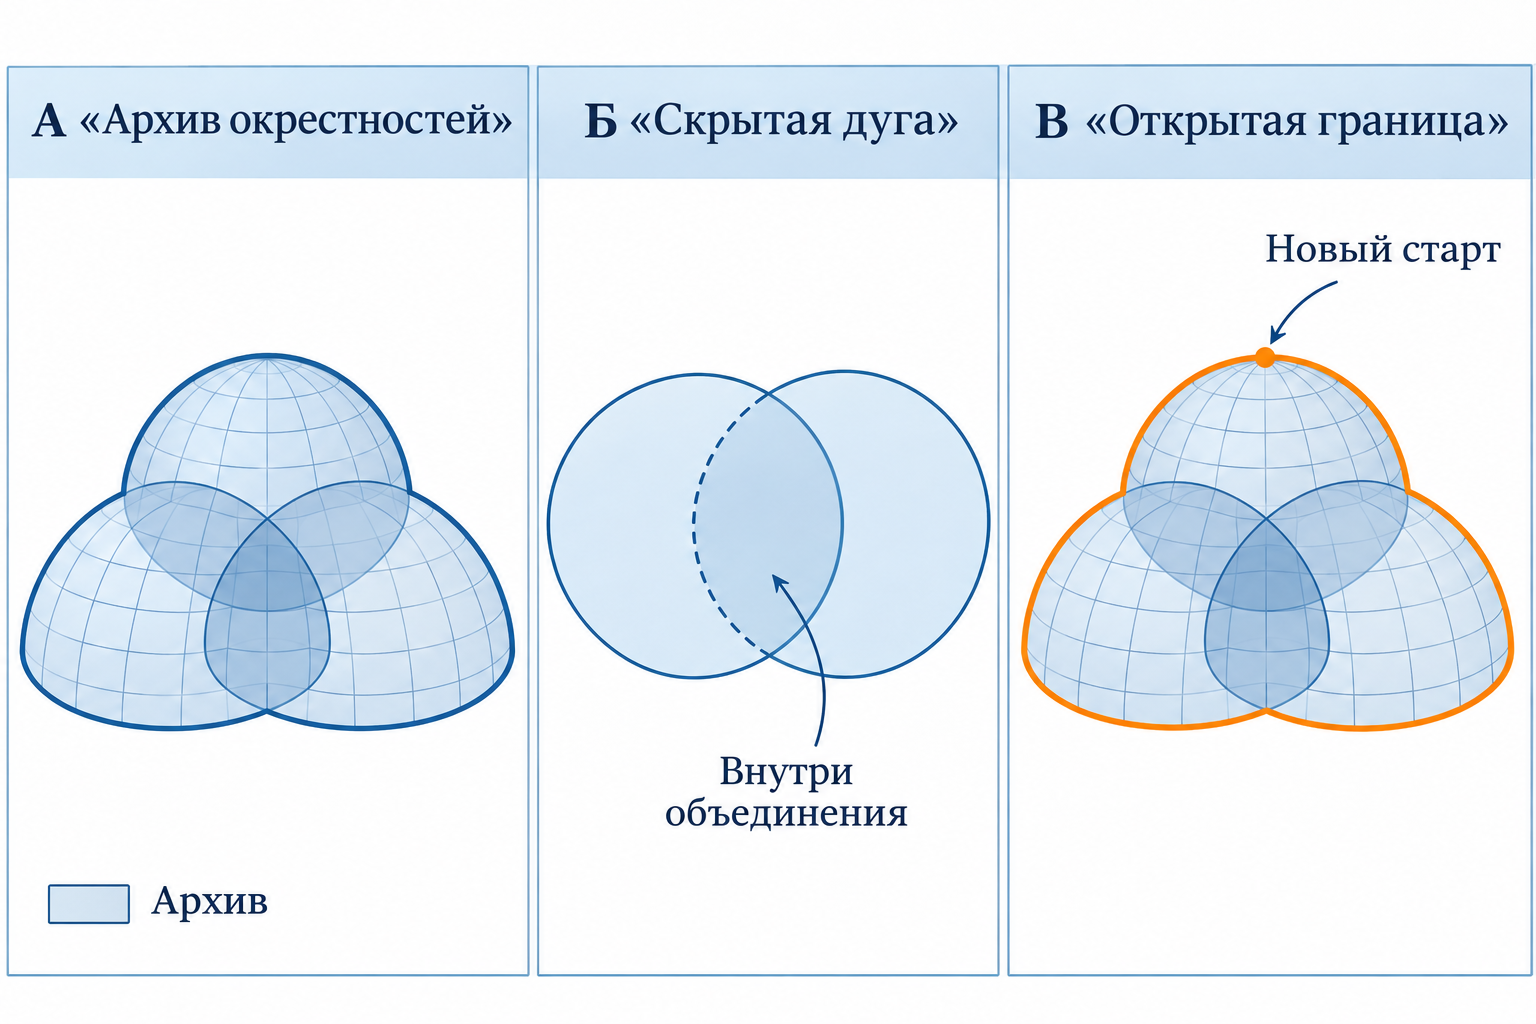 А «Архив окрестностей»
Б «Скрытая дуга»
В «Открытая граница»
Новый старт
Внутри
объединения
Архив